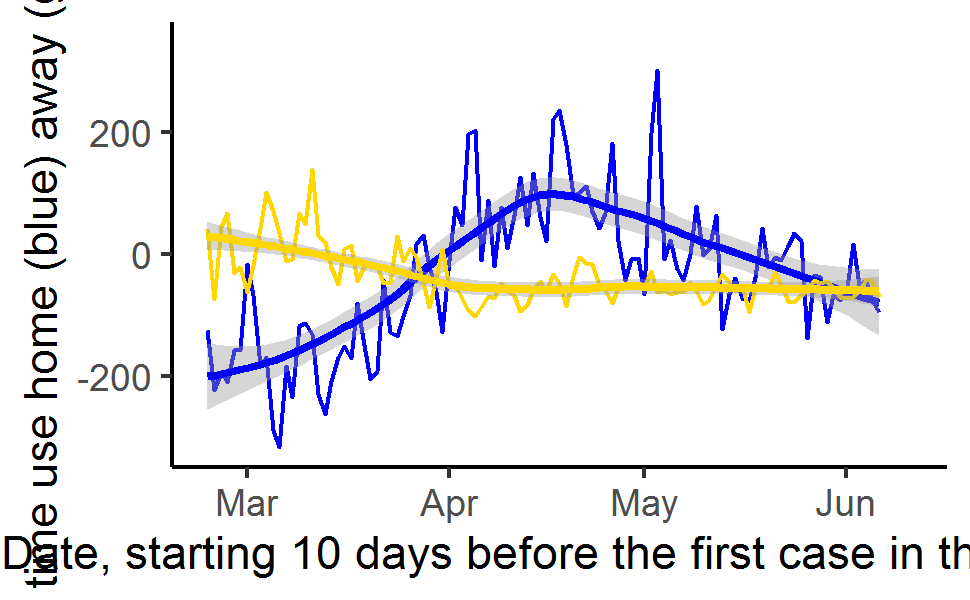 time use home (blue) away (
200
0
-200
Mar Apr May Jun
Date, starting 10 days before the first case in th